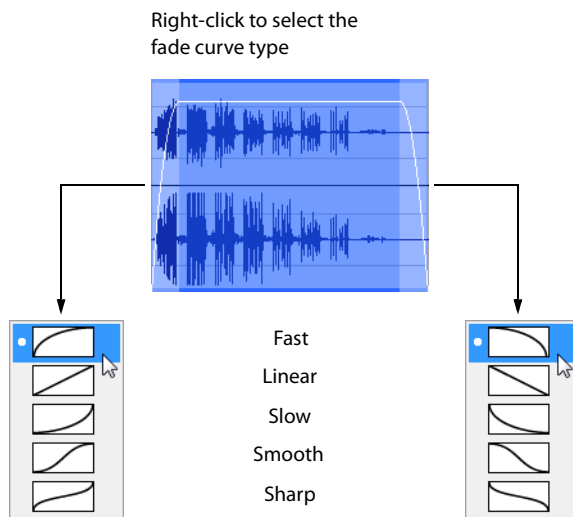 Right-click to select the
fade curve type
Fast
Linear
Slow
Smooth
Sharp